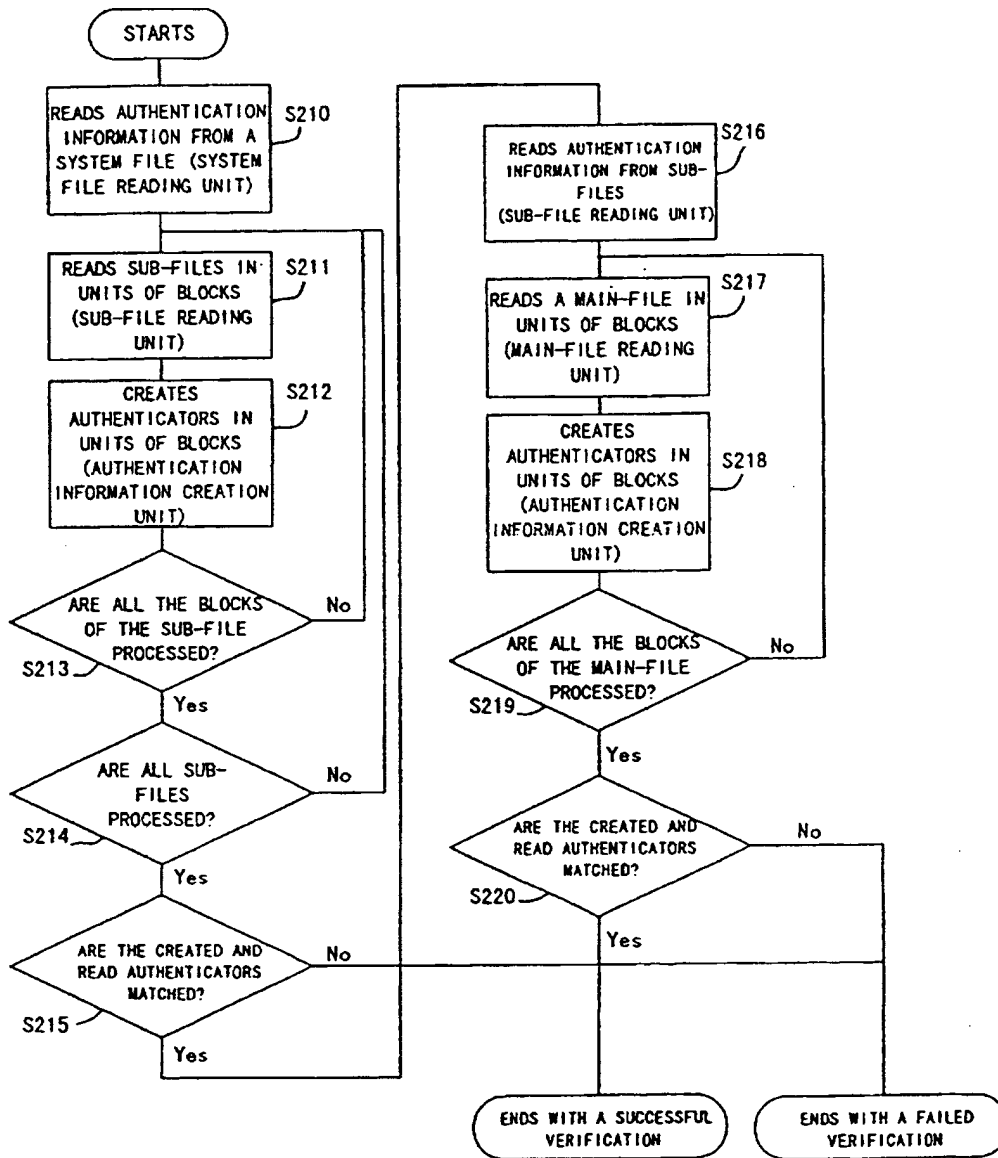 STARTS
READS AUTHENTICATION
INFORMATION FROM A
SYSTEM FILE (SYSTEM
FILE READING UNIT)
S210
READS SUB-FILES IN
UNITS OF BLOCKS
(SUB-FILE READING
UNIT)
S211
CREATES
AUTHENTICATORS IN
UNITS OF BLOCKS
(AUTHENTICATION
INFORMATION CREATION
UNIT)
S212
ARE ALL THE BLOCKS
OF THE SUB-FILE
PROCESSED?
No
S213
Yes
ARE ALL SUB-
FILES
PROCESSED?
No
S214
Yes
ARE THE CREATED AND
READ AUTHENTICATORS
MATCHED?
No
S215
Yes
READS AUTHENTICATION
INFORMATION FROM SUB-
FILES
(SUB-FILE READING UNIT)
S216
READS A MAIN-FILE IN
UNITS OF BLOCKS
(MAIN-FILE READING
UNIT)
S217
CREATES
AUTHENTICATORS IN
UNITS OF BLOCKS
(AUTHENTICATION
INFORMATION CREATION
UNIT)
S218
ARE ALL THE BLOCKS
OF THE MAIN-FILE
PROCESSED?
No
S219
Yes
ARE THE CREATED AND
READ AUTHENTICATORS
MATCHED?
No
S220
Yes
ENDS WITH A SUCCESSFUL
VERIFICATION
ENDS WITH A FAILED
VERIFICATION